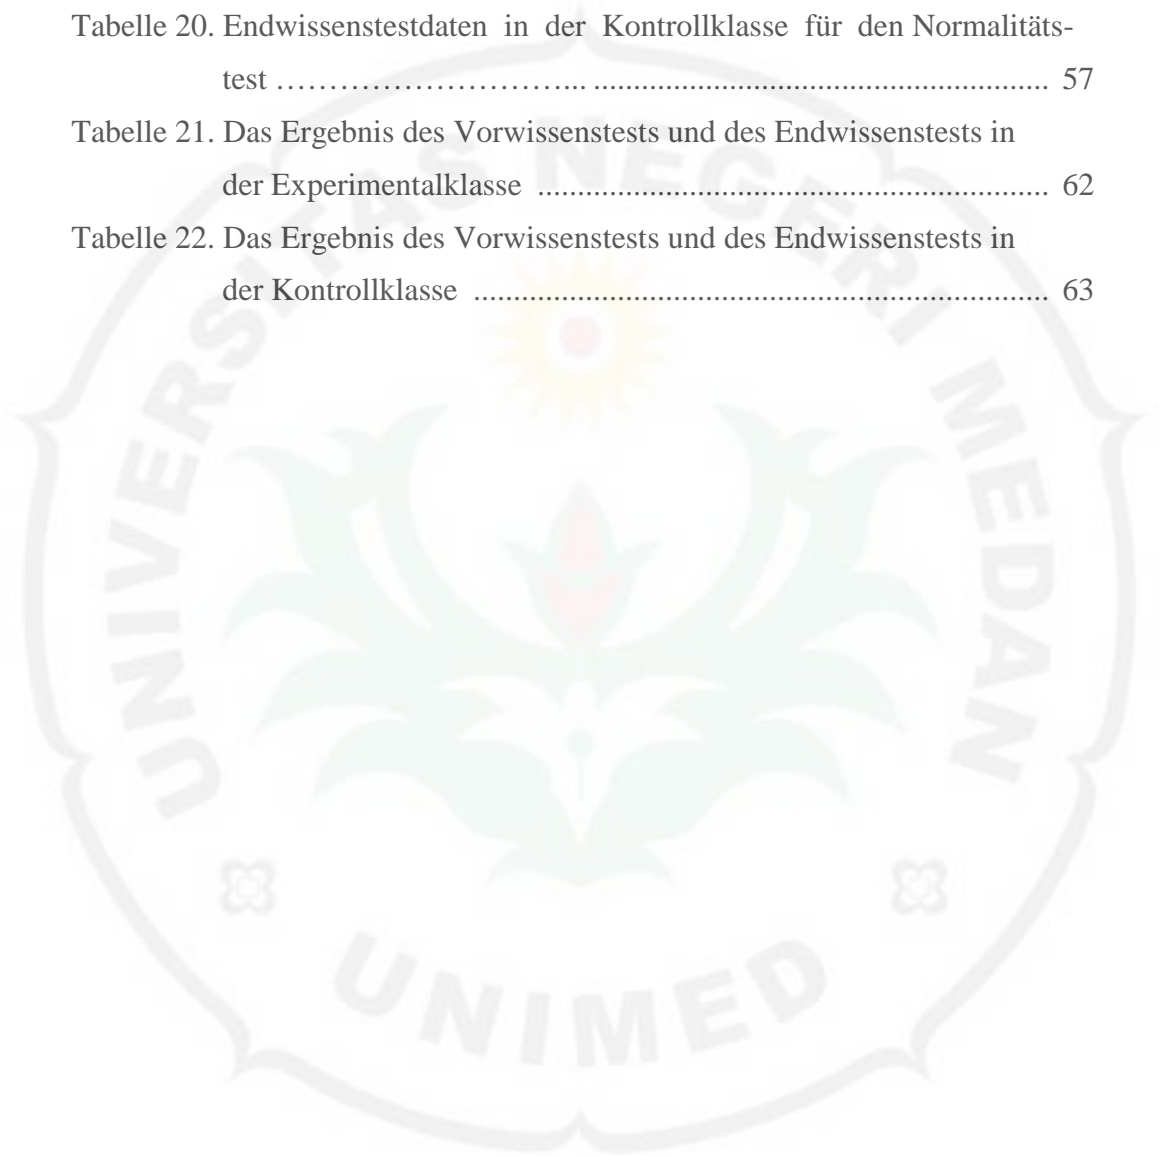 Tabelle 20. Endwissenstestdaten in der Kontrollklasse für den Normalitäts-
test ………………………….. .......................................................... 57
Tabelle 21. Das Ergebnis des Vorwissenstests und des Endwissenstests in
der Experimentalklasse ................................................................. 62
Tabelle 22. Das Ergebnis des Vorwissenstests und des Endwissenstests in
der Kontrollklasse ......................................................................... 63
UNIVERSITAS NEGERI MEDAN
UNIMED